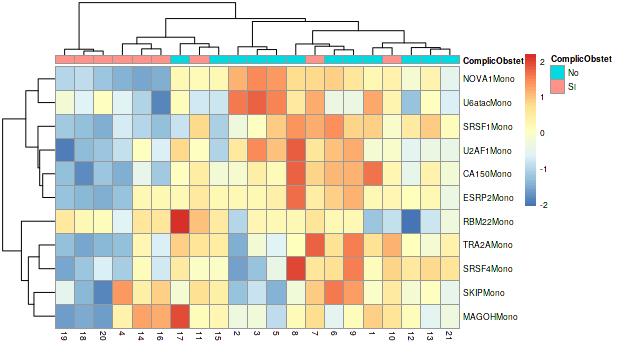 ComplicObstet
NOVA1Mono
U6atacMono
SRSF1Mono
U2AF1Mono
CA150Mono
ESRP2Mono
RBM22Mono
TRA2AMono
SRSF4Mono
SKIPMono
MAGOHMono
19 18 20 4 14 16 17 11 15 2 3 5 8 7 6 9 1 10 12 13 21
2
1
0
-1
-2
ComplicObstet
No
SI